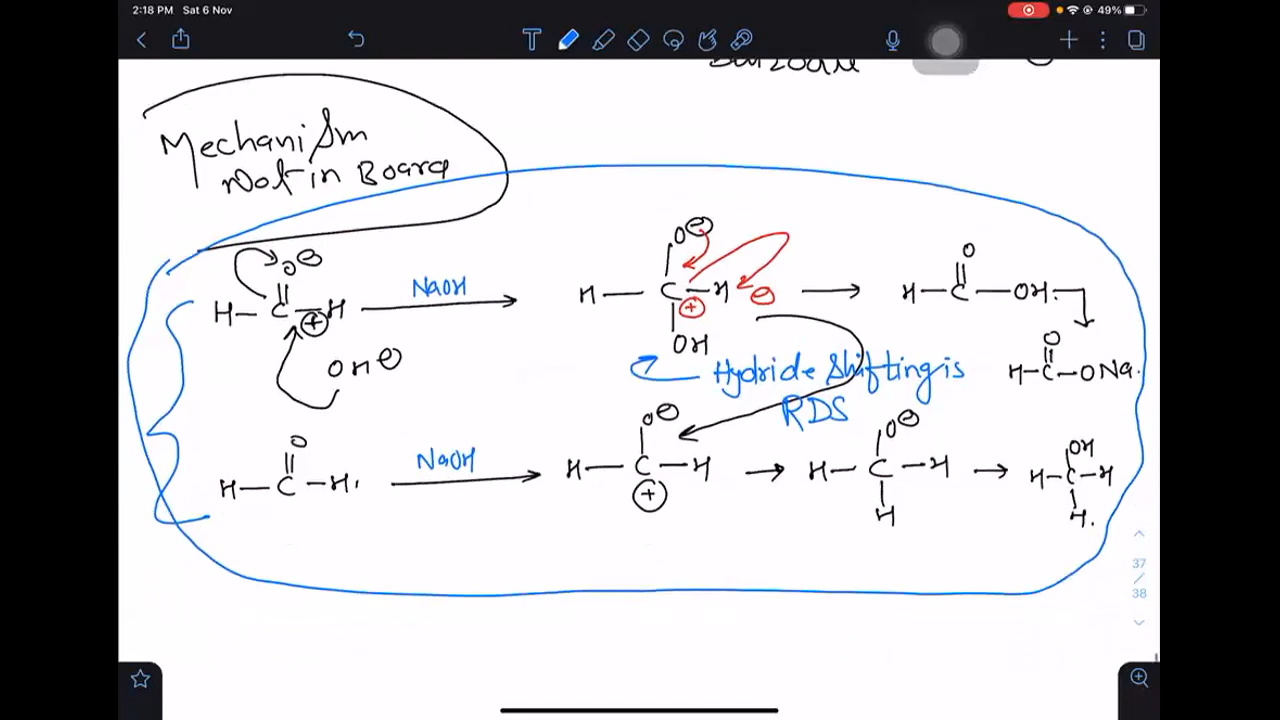 2:18 PM Sat 6 Nov
49%
T
Mechanism
Not in Board
O⊖
H—C—H
⊕
OH⊖
NaOH
O⊖
H—C—H ⊖
⊕
OH
O
H—C—OH
O
H—C—ONa
Hydride Shifting is
RDS
O
H—C—H
NaOH
O⊖
H—C—H
⊕
O⊖
H—C—H
H
OH
H—C—H
H.
37
/
38